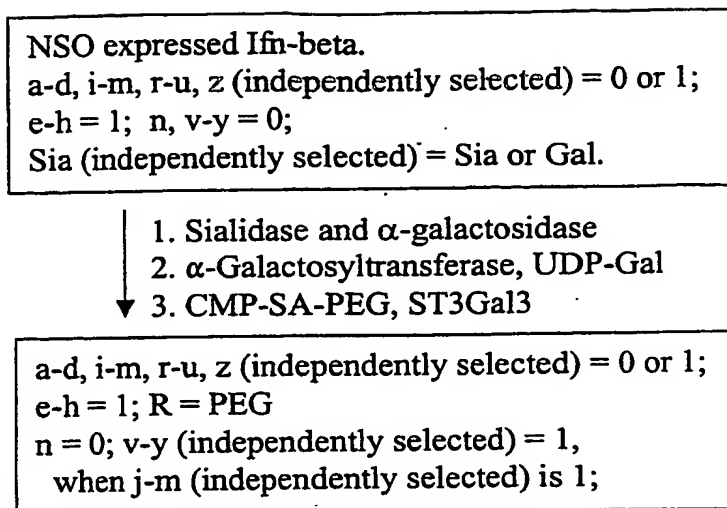 NSO expressed Ifn-beta.
a-d, i-m, r-u, z (independently selected) = 0 or 1;
e-h = 1; n, v-y = 0;
Sia (independently selected) = Sia or Gal.
1. Sialidase and α-galactosidase
2. α-Galactosyltransferase, UDP-Gal
3. CMP-SA-PEG, ST3Gal3
a-d, i-m, r-u, z (independently selected) = 0 or 1;
e-h = 1; R = PEG
n = 0; v-y (independently selected) = 1,
when j-m (independently selected) is 1;